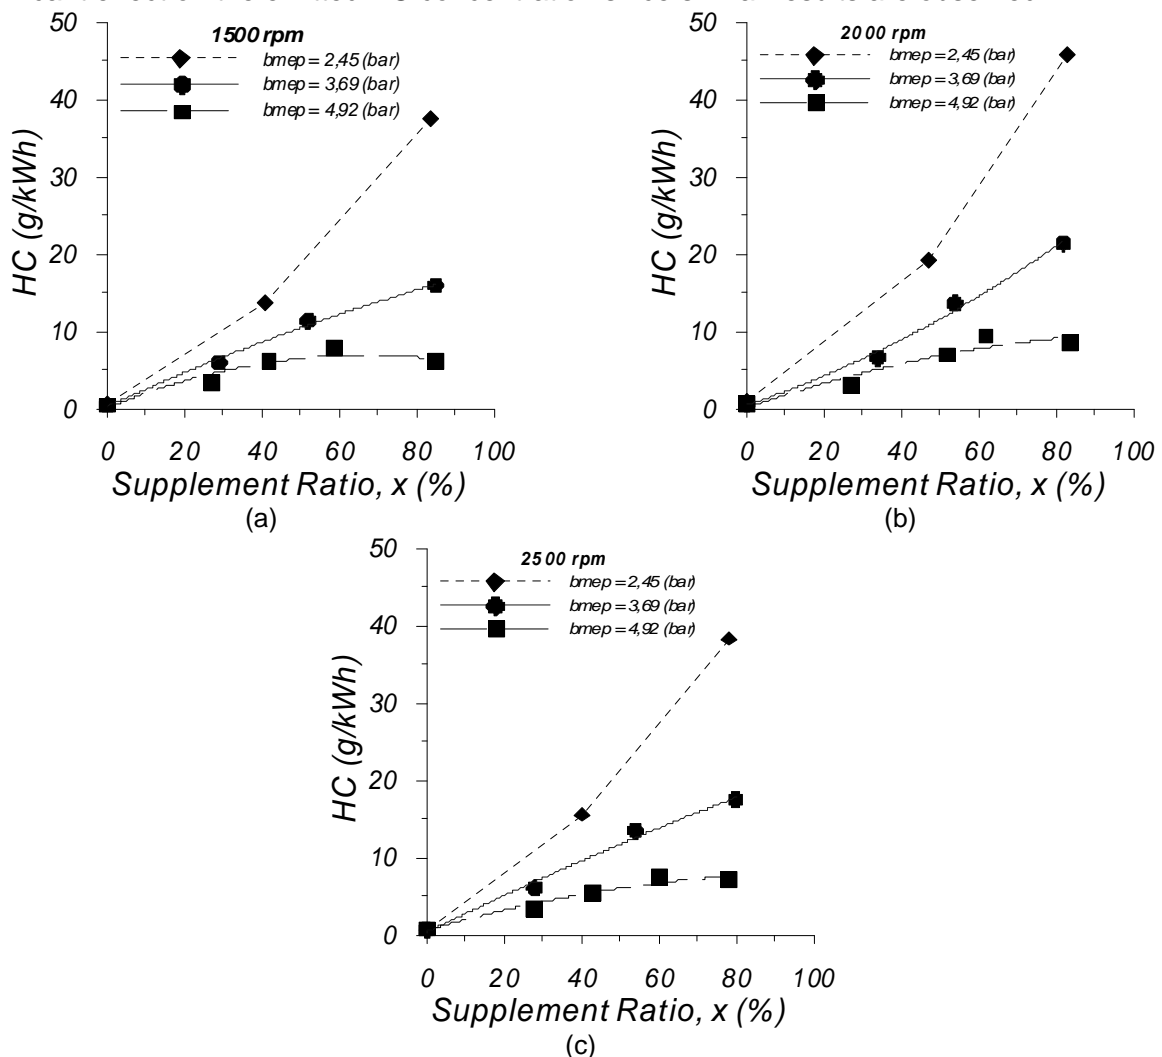 1500 rpm
bmep = 2,45 (bar)
bmep = 3,69 (bar)
bmep = 4,92 (bar)
HC (g/kWh)
50
40
30
20
10
0
0 20 40 60 80 100
Supplement Ratio, x (%)
(a)
2000 rpm
bmep = 2,45 (bar)
bmep = 3,69 (bar)
bmep = 4,92 (bar)
HC (g/kWh)
50
40
30
20
10
0
0 20 40 60 80 100
Supplement Ratio, x (%)
(b)
2500 rpm
bmep = 2,45 (bar)
bmep = 3,69 (bar)
bmep = 4,92 (bar)
HC (g/kWh)
50
40
30
20
10
0
0 20 40 60 80 100
Supplement Ratio, x (%)
(c)